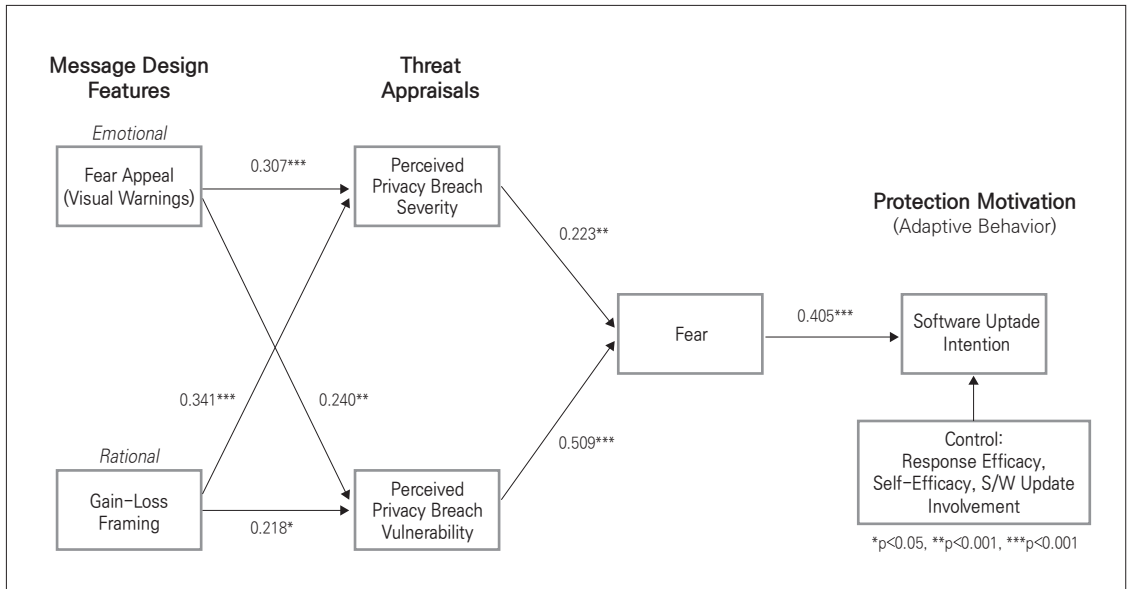 Message Design
Features
Threat
Appraisals
Emotional
Fear Appeal
(Visual Warnings)
0.307***
Perceived
Privacy Breach
Severity
Protection Motivation
(Adaptive Behavior)
0.223**
Fear
0.405***
Software Uptade
Intention
0.341***
0.240**
0.509***
Rational
Gain-Loss
Framing
0.218*
Perceived
Privacy Breach
Vulnerability
Control:
Response Efficacy,
Self-Efficacy, S/W Update
Involvement
*p<0.05, **p<0.001, ***p<0.001